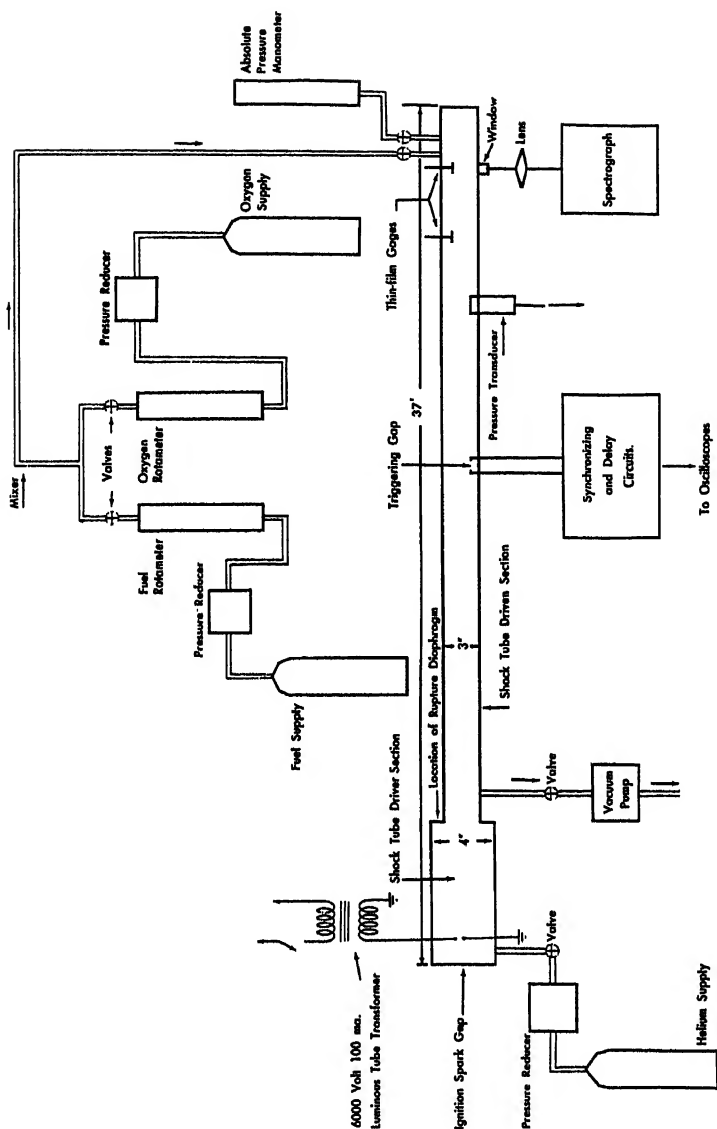 Absolute
Pressure
Manometer
Mixer
Valves
Oxygen
Supply
Pressure Reducer
Oxygen
Rotameter
Fuel
Rotameter
Pressure Reducer
Fuel Supply
6000 Volt 100 ma.
Luminous Tube Transformer
Shock Tube Driver Section
Location of Rupture Diaphragm
Triggering Gap
37'
Thin-film Gages
Window
Lens
Spectrograph
Pressure Transducer
Synchronizing
and Delay
Circuits.
To Oscilloscopes
3"
Shock Tube Driven Section
4"
Valve
Vacuum
Pump
Ignition Spark Gap
Valve
Pressure Reducer
Helium Supply